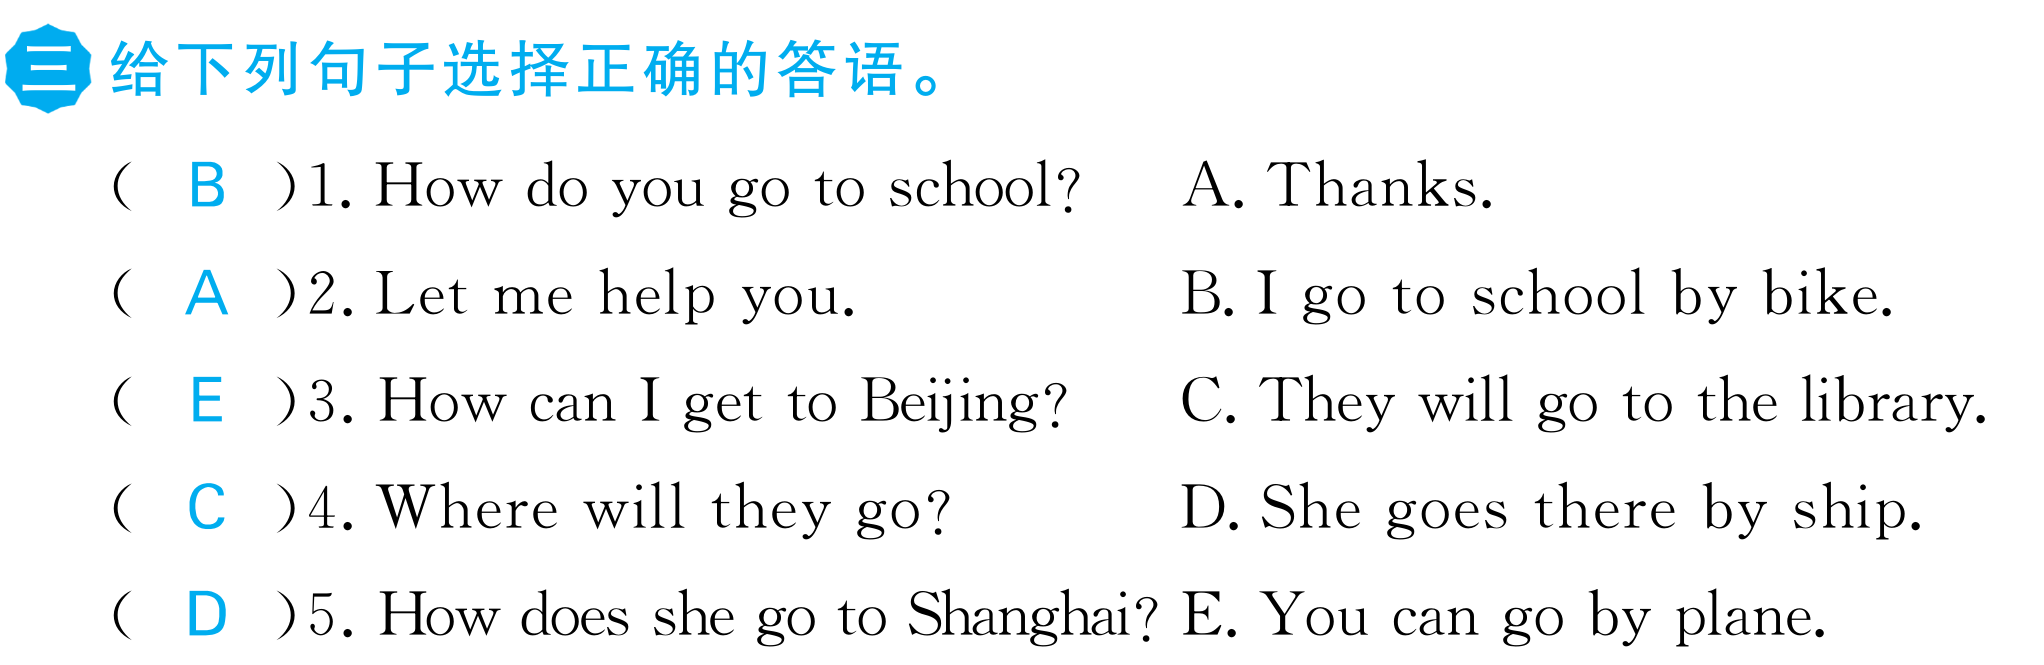 三 给下列句子选择正确的答语。
( B )1. How do you go to school? A. Thanks.
( A )2. Let me help you. B. I go to school by bike.
( E )3. How can I get to Beijing? C. They will go to the library.
( C )4. Where will they go? D. She goes there by ship.
( D )5. How does she go to Shanghai? E. You can go by plane.